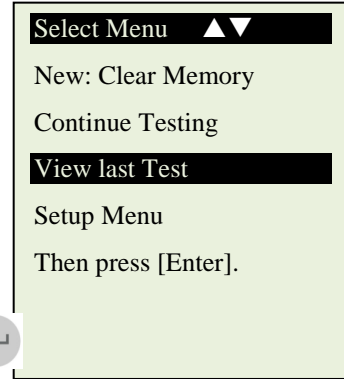 Select Menu ▲▼
New: Clear Memory
Continue Testing
View last Test
Setup Menu
Then press [Enter].